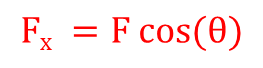 Fₓ = F cos(θ)